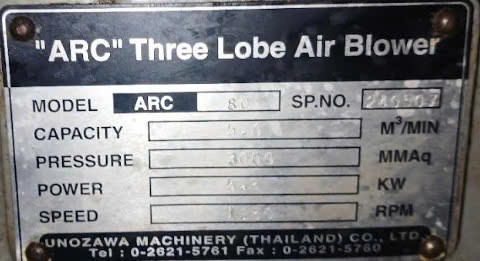 "ARC" Three Lobe Air Blower
MODEL ARC 80 SP.NO.
CAPACITY M³/MIN
PRESSURE MMAq
POWER KW
SPEED RPM
UNOZAWA MACHINERY (THAILAND) CO., LTD
Tel : 0-2621-5761 Fax : 0-2621-5760